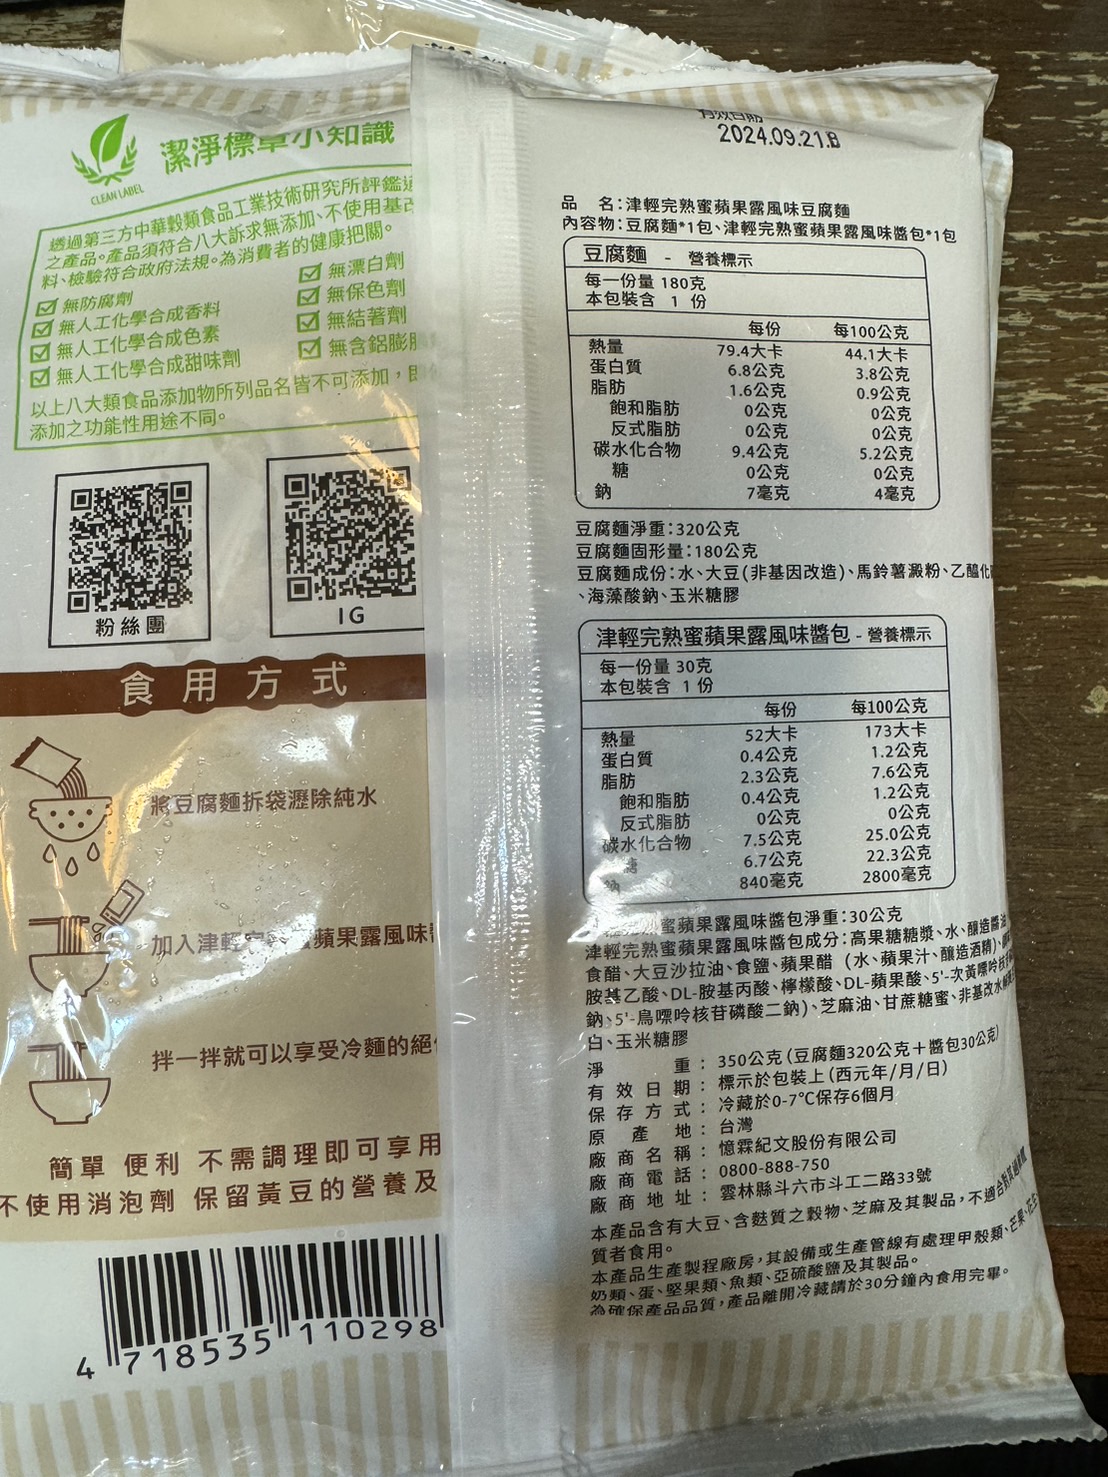 潔淨標章小知識
CLEAN LABEL
透過第三方中華穀類食品工業技術研究所評鑑
之產品。產品須符合八大訴求無添加、不使用基改
料、檢驗符合政府法規。為消費者的健康把關。
☑ 無防腐劑
☑ 無人工化學合成香料
☑ 無人工化學合成色素
☑ 無人工化學合成甜味劑
☑ 無漂白劑
☑ 無保色劑
☑ 無結著劑
☑ 無含鋁膨
以上八大類食品添加物所列品名皆不可添加，
添加之功能性用途不同。
粉絲團
IG
食用方式
將豆腐麵拆袋瀝除純水
加入津輕 蘋果露風味
拌一拌就可以享受冷麵的絕
簡單 便利 不需調理即可享用
不使用消泡劑 保留黃豆的營養及
4 718535 110298
有效日期
2024.09.21.B
品 名：津輕完熟蜜蘋果露風味豆腐麵
內容物：豆腐麵*1包、津輕完熟蜜蘋果露風味醬包*1包
豆腐麵 - 營養標示
每一份量 180克
本包裝含 1 份
每份 每100公克
熱量 79.4大卡 44.1大卡
蛋白質 6.8公克 3.8公克
脂肪 1.6公克 0.9公克
飽和脂肪 0公克 0公克
反式脂肪 0公克 0公克
碳水化合物 9.4公克 5.2公克
糖 0公克 0公克
鈉 7毫克 4毫克
豆腐麵淨重：320公克
豆腐麵固形量：180公克
豆腐麵成份：水、大豆(非基因改造)、馬鈴薯澱粉、乙醯化
、海藻酸鈉、玉米糖膠
津輕完熟蜜蘋果露風味醬包 - 營養標示
每一份量 30克
本包裝含 1 份
每份 每100公克
熱量 52大卡 173大卡
蛋白質 0.4公克 1.2公克
脂肪 2.3公克 7.6公克
飽和脂肪 0.4公克 1.2公克
反式脂肪 0公克 0公克
碳水化合物 7.5公克 25.0公克
糖 6.7公克 22.3公克
鈉 840毫克 2800毫克
蜜蘋果露風味醬包淨重：30公克
津輕完熟蜜蘋果露風味醬包成分：高果糖糖漿、水、釀造醬油
食醋、大豆沙拉油、食鹽、蘋果醋（水、蘋果汁、釀造酒精)、
胺基乙酸、DL-胺基丙酸、檸檬酸、DL-蘋果酸、5'-次黃嘌呤核
鈉、5'-鳥嘌呤核苷磷酸二鈉)、芝麻油、甘蔗糖蜜、非基改水
白、玉米糖膠
淨 重：350公克(豆腐麵320公克＋醬包30公克)
有效日期：標示於包裝上(西元年/月/日)
保存方式：冷藏於0-7℃保存6個月
原 產 地：台灣
廠商名稱：憶霖紀文股份有限公司
廠商電話：0800-888-750
廠商地址：雲林縣斗六市斗工二路33號
本產品含有大豆、含麩質之穀物、芝麻及其製品，不適合對其過敏體
質者食用。
本產品生產製程廠房，其設備或生產管線有處理甲殼類、芒果、花生、
奶類、蛋、堅果類、魚類、亞硫酸鹽及其製品。
為確保產品品質，產品離開冷藏請於30分鐘內食用完畢。